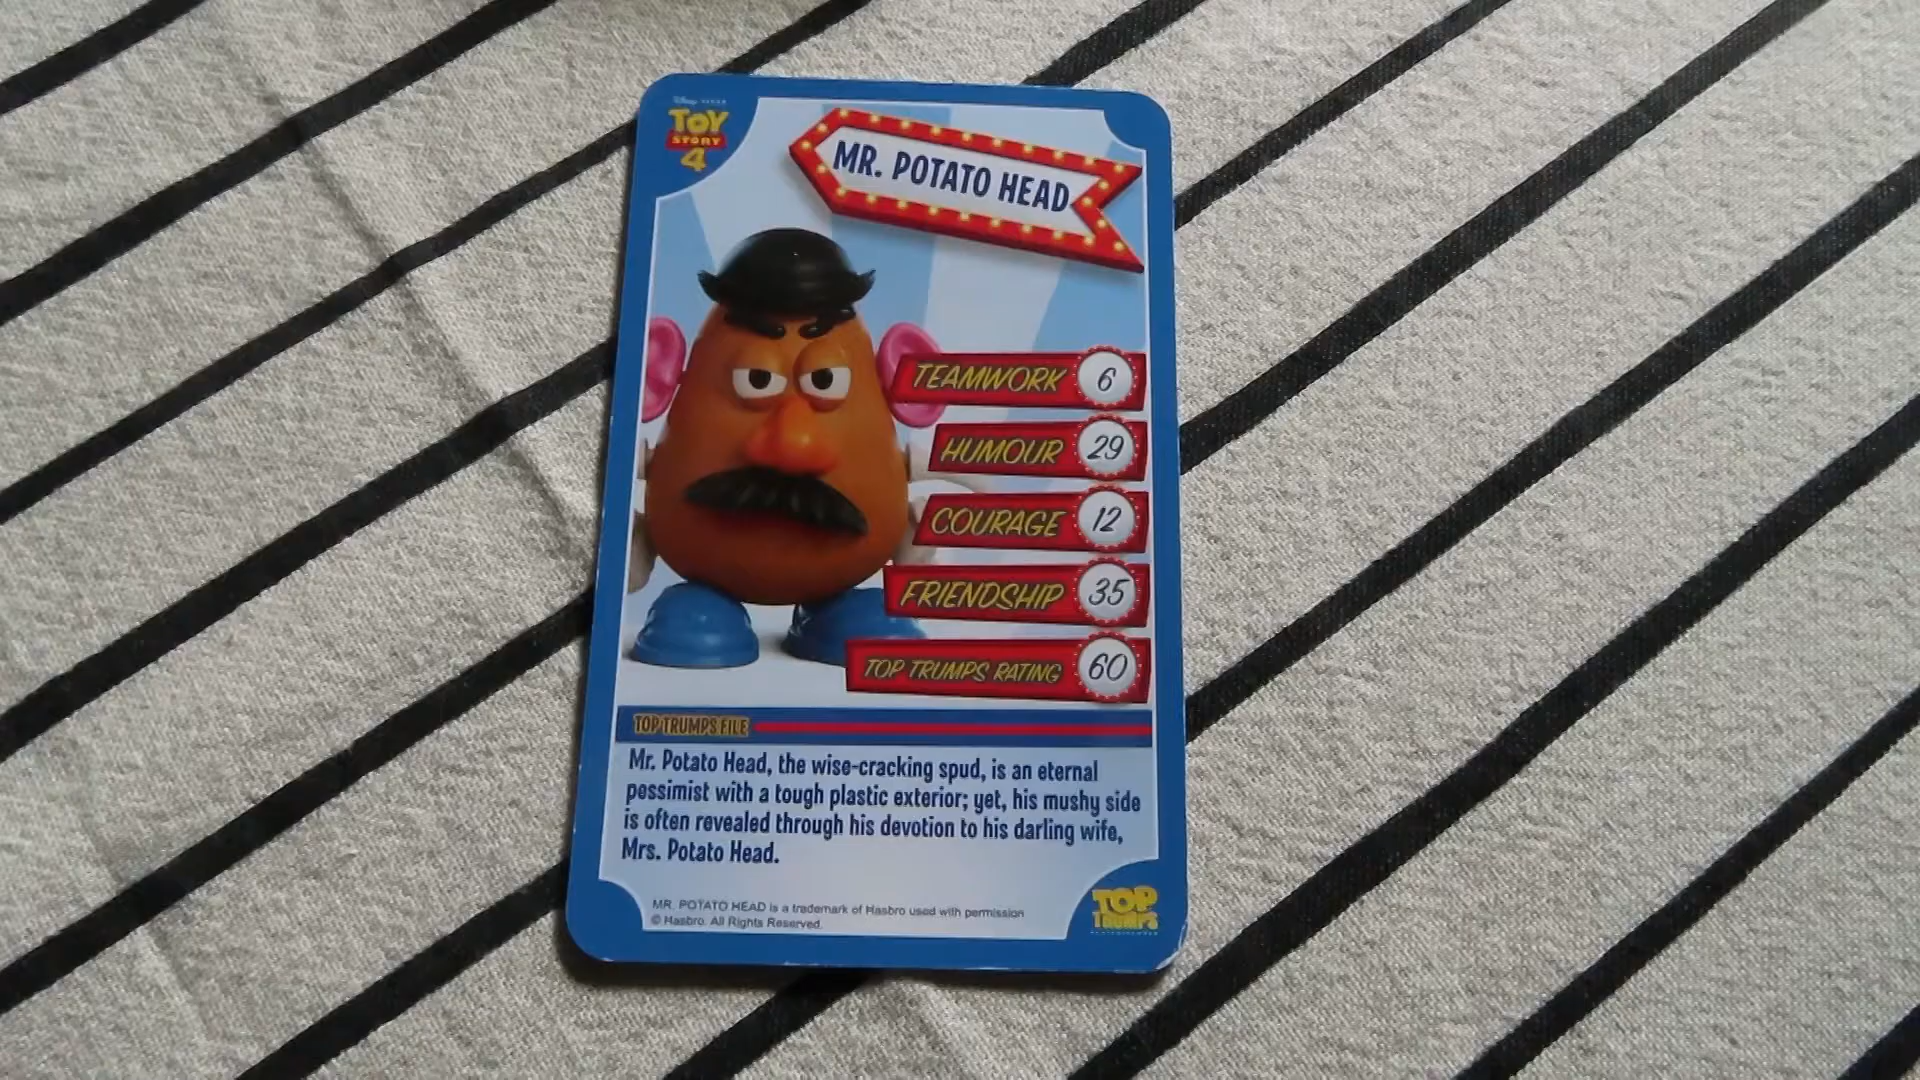 Disney PIXAR
TOY
STORY
4
MR. POTATO HEAD
TEAMWORK 6
HUMOUR 29
COURAGE 12
FRIENDSHIP 35
TOP TRUMPS RATING 60
TOP TRUMPS FILE
Mr. Potato Head, the wise-cracking spud, is an eternal
pessimist with a tough plastic exterior; yet, his mushy side
is often revealed through his devotion to his darling wife,
Mrs. Potato Head.
MR. POTATO HEAD is a trademark of Hasbro used with permission
© Hasbro. All Rights Reserved.
TOP
TRUMPS